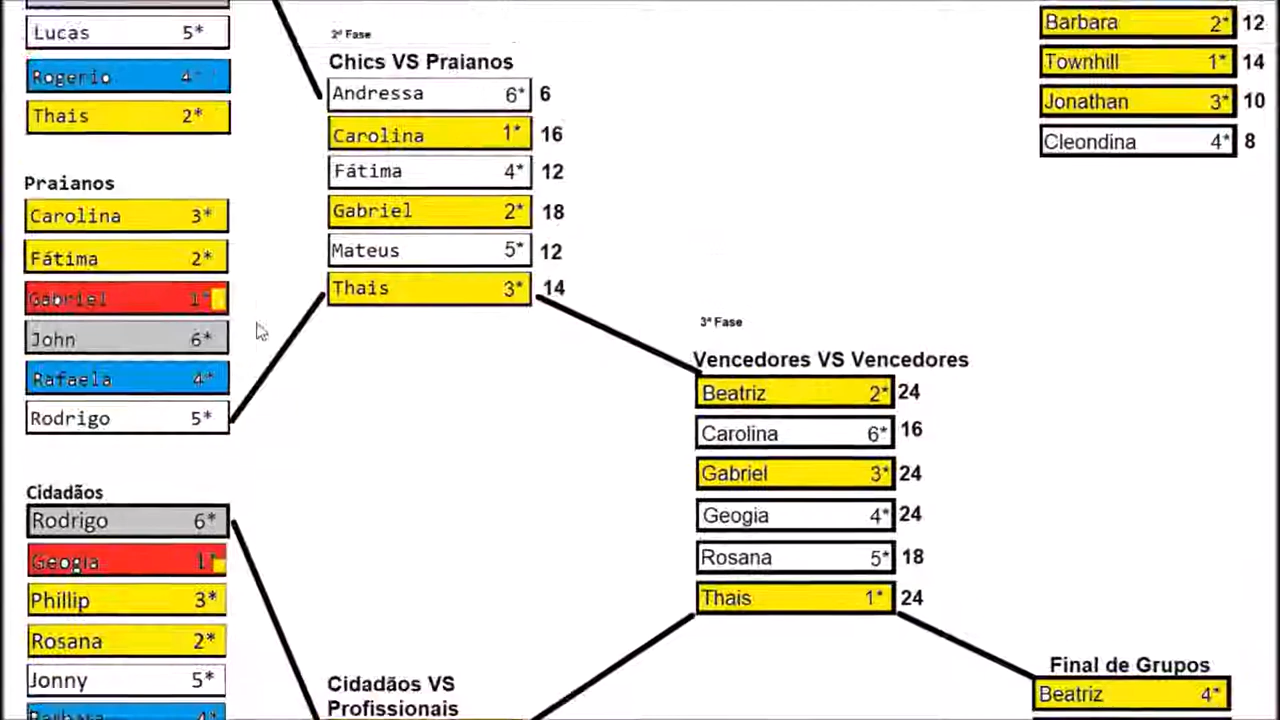 Lucas 5*
Rogerio 4*
Thais 2*
Praianos
Carolina 3*
Fátima 2*
Gabriel 1*
John 6*
Rafaela 4*
Rodrigo 5*
Cidadãos
Rodrigo 6*
Geogia 1*
Phillip 3*
Rosana 2*
Jonny 5*
Barbara 4*
2ª Fase
Chics VS Praianos
Andressa 6* 6
Carolina 1* 16
Fátima 4* 12
Gabriel 2* 18
Mateus 5* 12
Thais 3* 14
Cidadãos VS
Profissionais
3ª Fase
Vencedores VS Vencedores
Beatriz 2* 24
Carolina 6* 16
Gabriel 3* 24
Geogia 4* 24
Rosana 5* 18
Thais 1* 24
Barbara 2* 12
Townhill 1* 14
Jonathan 3* 10
Cleondina 4* 8
Final de Grupos
Beatriz 4*